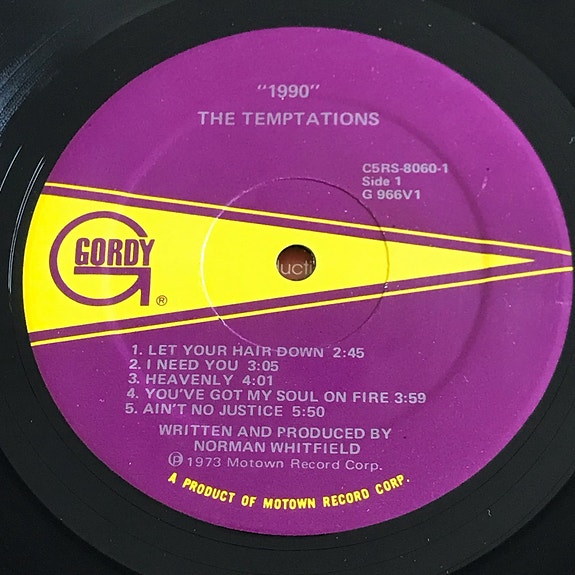 "1990"
THE TEMPTATIONS
C5RS-8060-1
Side 1
G 966V1
GORDY
®
1. LET YOUR HAIR DOWN 2:45
2. I NEED YOU 3:05
3. HEAVENLY 4:01
4. YOU'VE GOT MY SOUL ON FIRE 3:59
5. AIN'T NO JUSTICE 5:50
WRITTEN AND PRODUCED BY
NORMAN WHITFIELD
℗ 1973 Motown Record Corp.
A PRODUCT OF MOTOWN RECORD CORP.